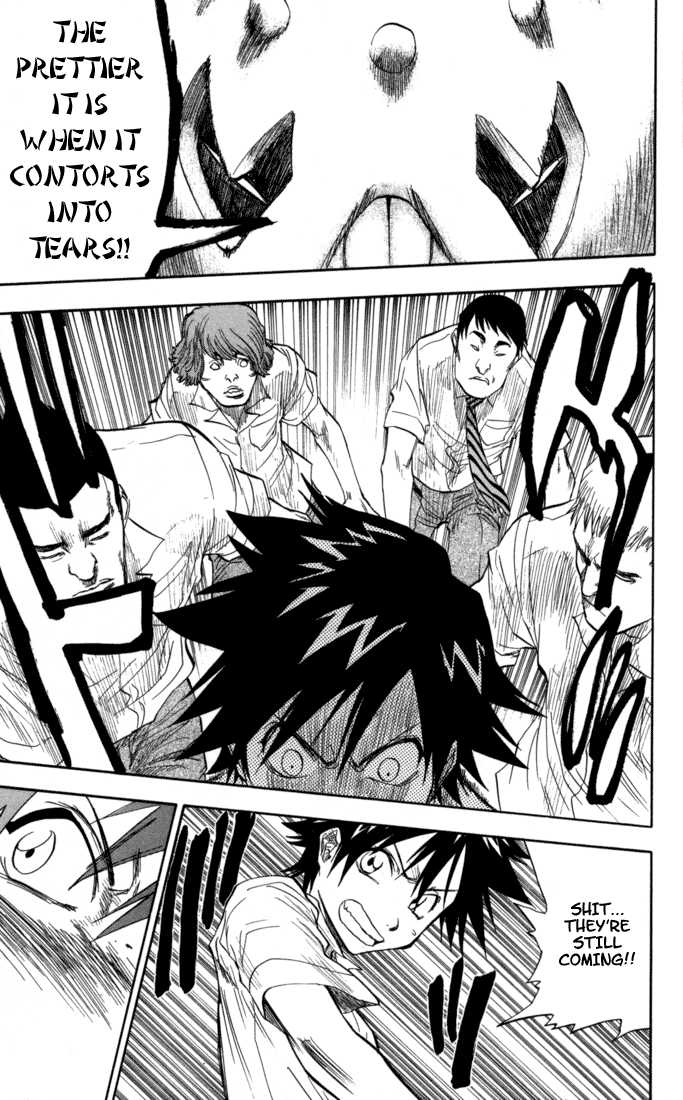 THE
PRETTIER
IT IS
WHEN IT
CONTORTS
INTO
TEARS!!
SHIT...
THEY'RE
STILL
COMING!!